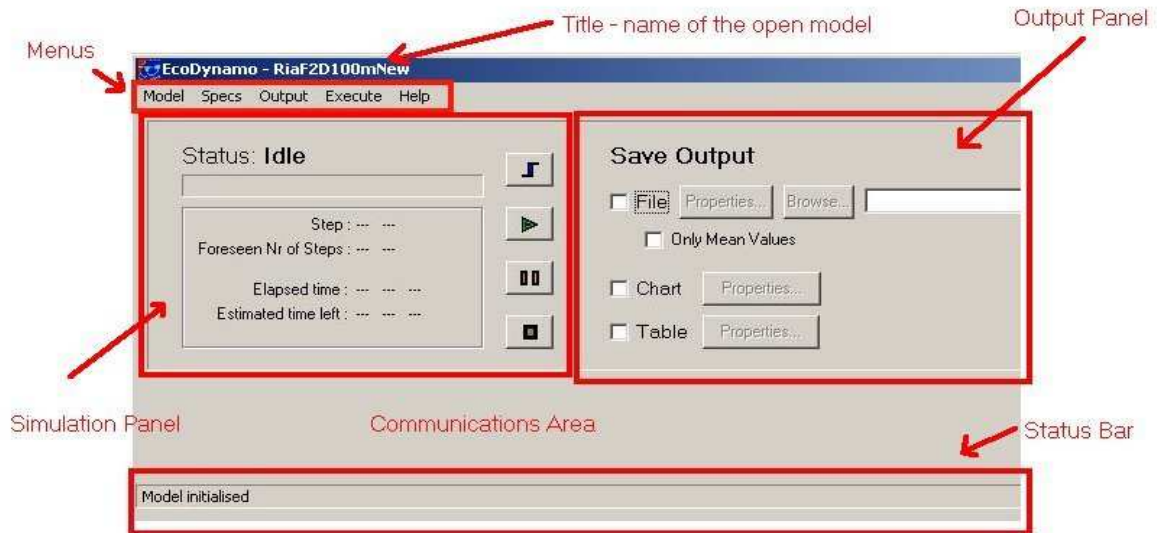 Output Panel
Title - name of the open model
Menus
EcoDynamo - RiaF2D100mNew
Model Specs Output Execute Help
Status: Idle
Save Output
File Properties... Browse...
Step : --- ---
Only Mean Values
Foreseen Nr of Steps : --- ---
Elapsed time : --- --- ---
Chart Properties...
Estimated time left : --- --- ---
Table Properties...
Simulation Panel
Communications Area
Status Bar
Model initialised